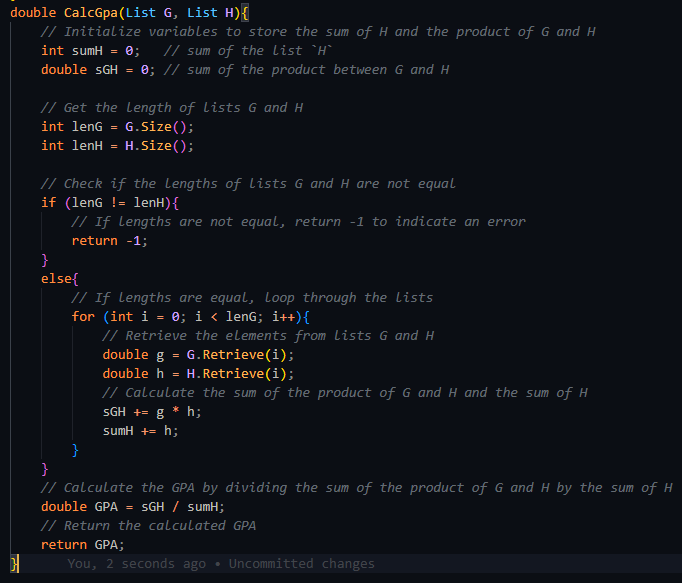 double CalcGpa(List G, List H){
// Initialize variables to store the sum of H and the product of G and H
int sumH = 0;   // sum of the list `H`
double sGH = 0; // sum of the product between G and H
// Get the length of lists G and H
int lenG = G.Size();
int lenH = H.Size();
// Check if the lengths of lists G and H are not equal
if (lenG != lenH){
// If lengths are not equal, return -1 to indicate an error
return -1;
}
else{
// If lengths are equal, loop through the lists
for (int i = 0; i < lenG; i++){
// Retrieve the elements from lists G and H
double g = G.Retrieve(i);
double h = H.Retrieve(i);
// Calculate the sum of the product of G and H and the sum of H
sGH += g * h;
sumH += h;
}
}
// Calculate the GPA by dividing the sum of the product of G and H by the sum of H
double GPA = sGH / sumH;
// Return the calculated GPA
return GPA;
} You, 2 seconds ago • Uncommitted changes